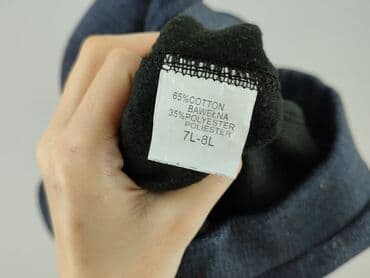 65%COTTON
BAWEŁNA
35%POLYESTER
POLIESTER
7L-8L